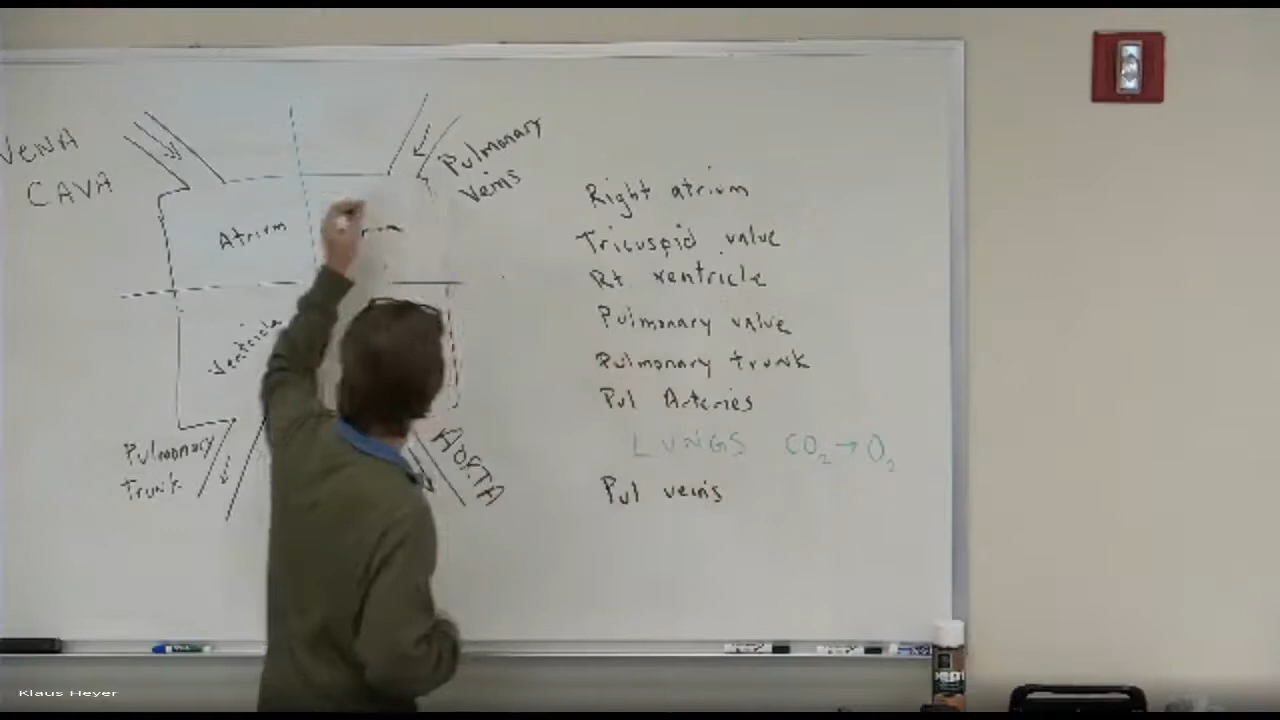 VENA
CAVA
Pulmonary
Veins
Atrium
Ventricle
Pulmonary
Trunk
AORTA
Right atrium
Tricuspid valve
Rt ventricle
Pulmonary valve
Pulmonary trunk
Pul Arteries
LUNGS CO2 → O2
Pul veins
Klaus Heyer